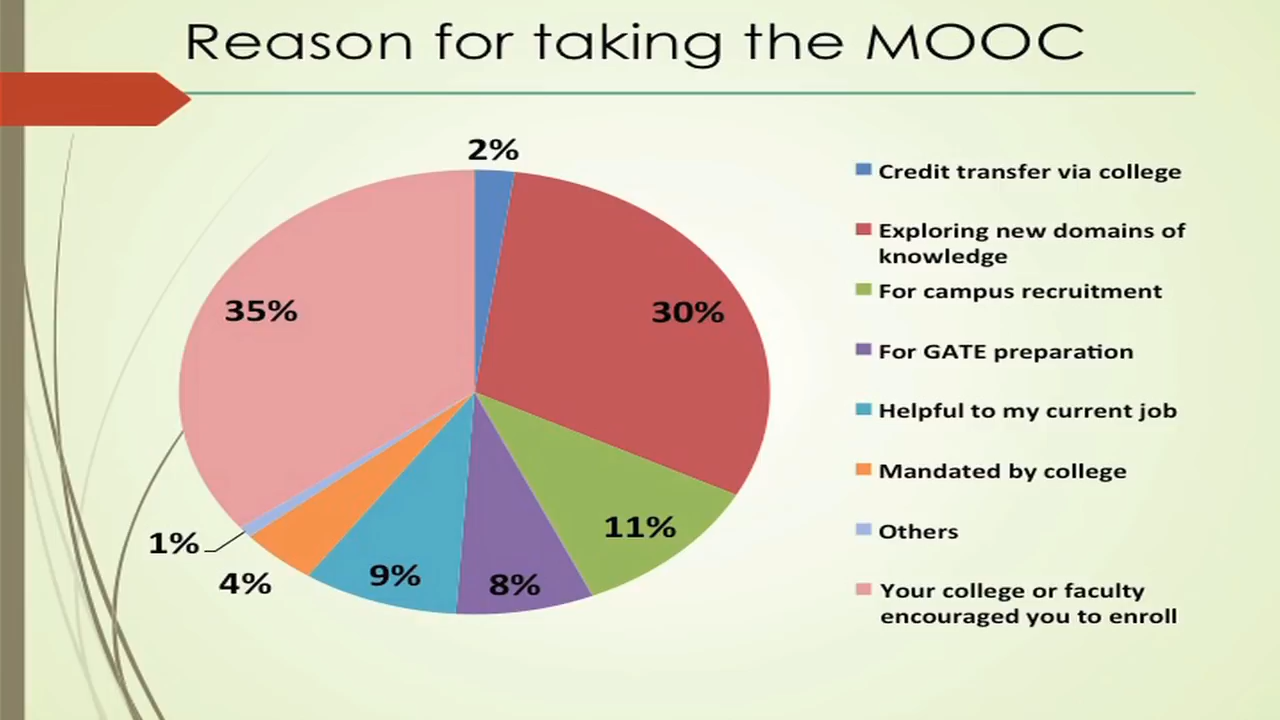 Reason for taking the MOOC
2%
35%
30%
1%
4%
9%
8%
11%
Credit transfer via college
Exploring new domains of
knowledge
For campus recruitment
For GATE preparation
Helpful to my current job
Mandated by college
Others
Your college or faculty
encouraged you to enroll